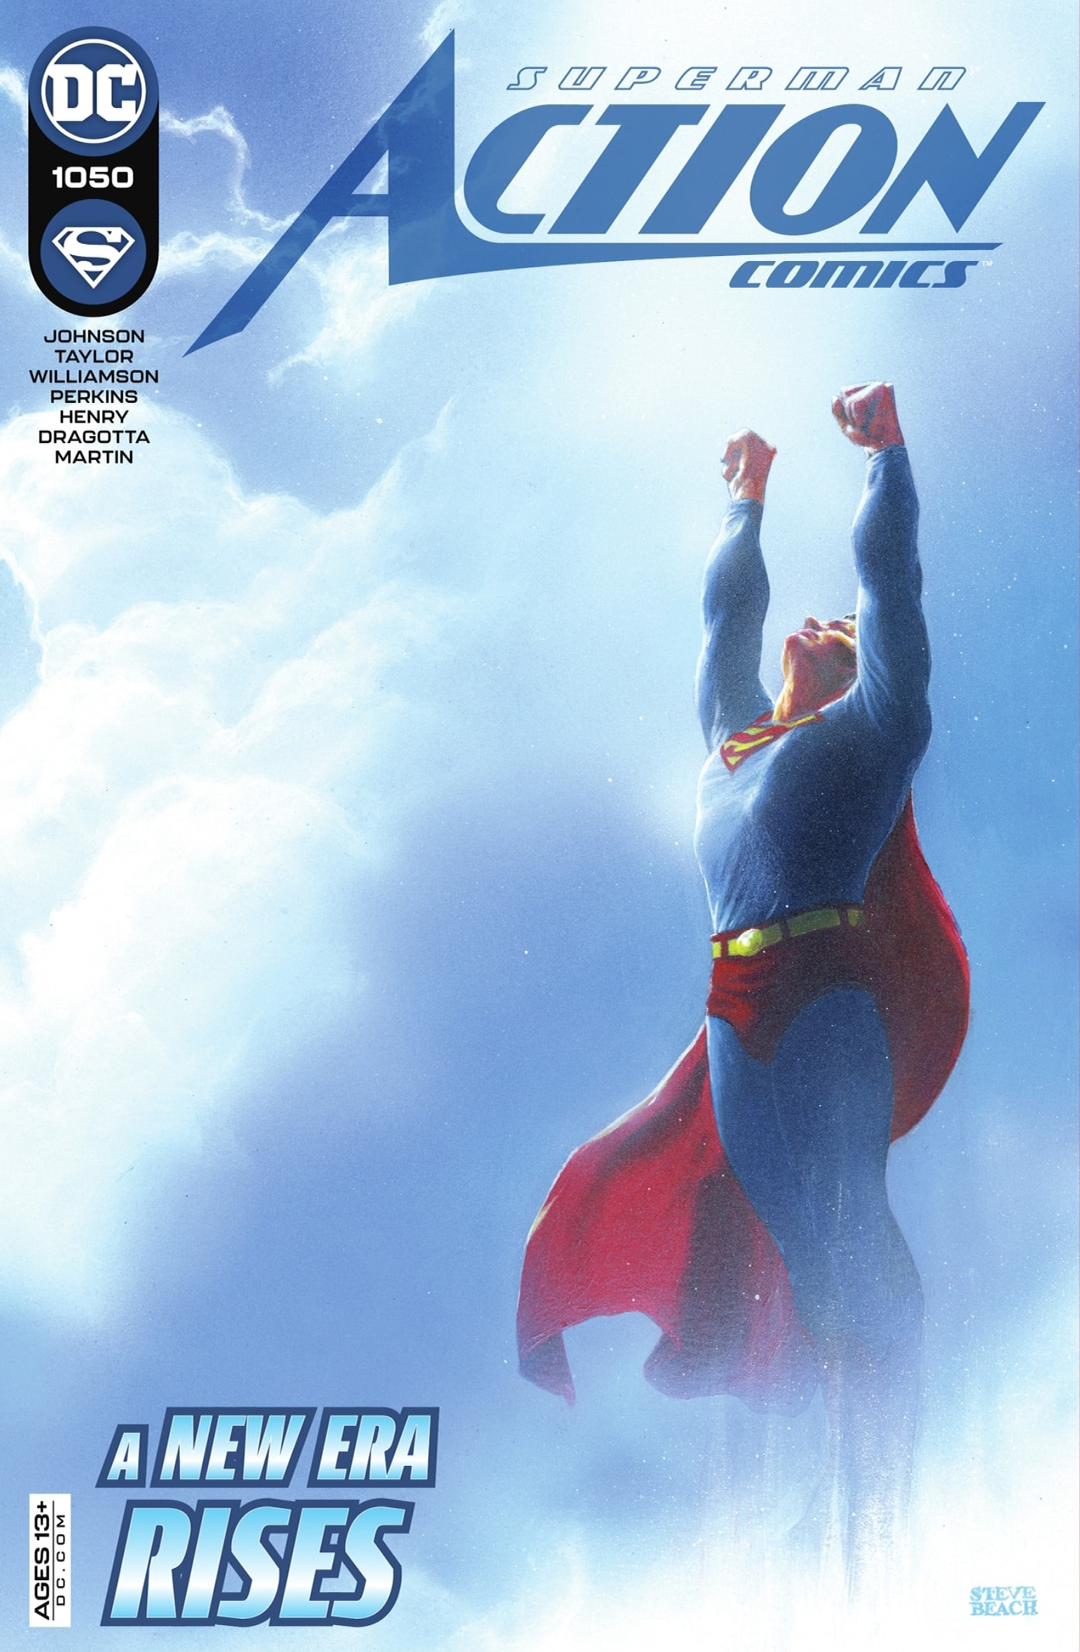 DC
1050
S
JOHNSON
TAYLOR
WILLIAMSON
PERKINS
HENRY
DRAGOTTA
MARTIN
SUPERMAN
ACTION
COMICS™
S
A NEW ERA
RISES
AGES 13+
DC.COM
STEVE
BEACH